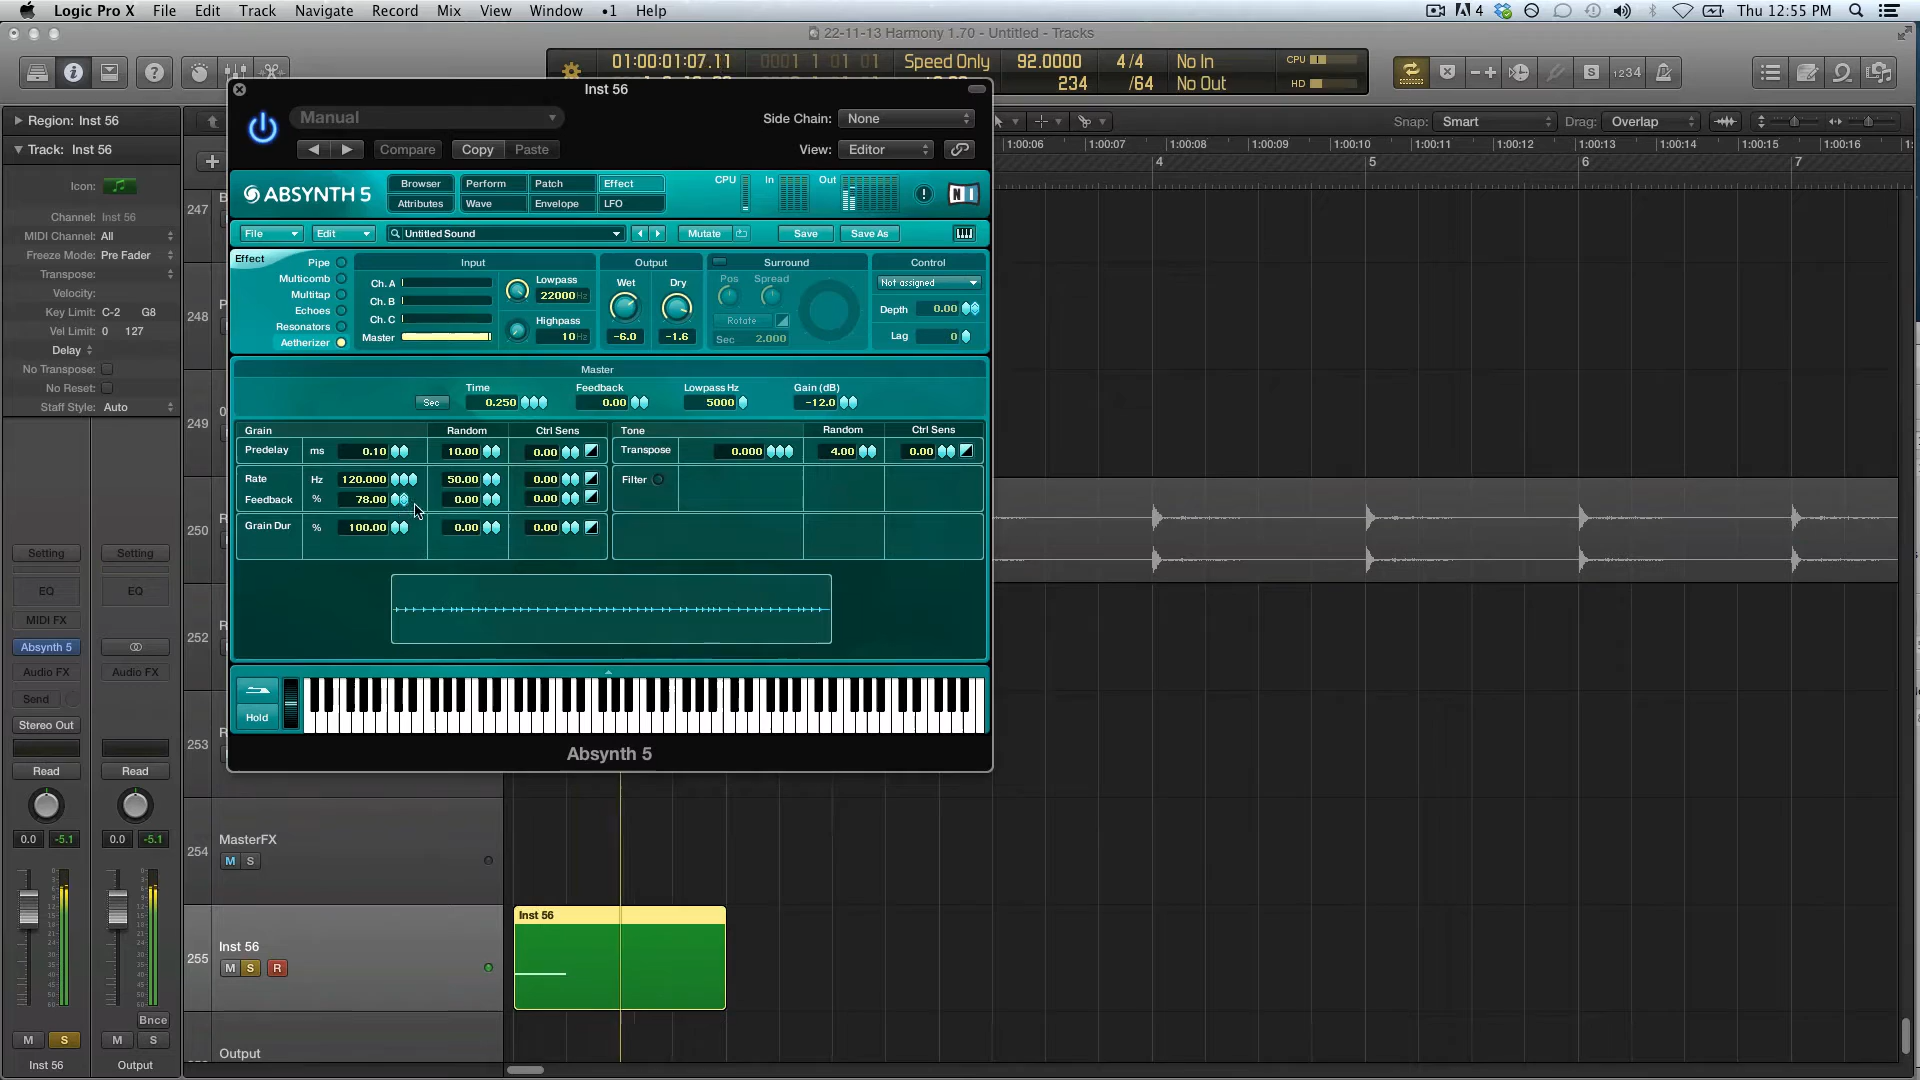 Logic Pro X File Edit Track Navigate Record Mix View Window •1 Help
4 Thu 12:55 PM
22-11-13 Harmony 1.70 - Untitled - Tracks
01:00:01:07.11 0001 1 01 01 Speed Only 92.0000 4/4 No In CPU
234 /64 No Out HD
S 1234
Inst 56
Region: Inst 56
Track: Inst 56
Manual
Side Chain: None
Compare Copy Paste View: Editor
Snap: Smart Drag: Overlap
1:00:06 1:00:07 1:00:08 1:00:09 1:00:10 1:00:11 1:00:12 1:00:13 1:00:14 1:00:15 1:00:16
4 5 6 7
Icon:
Channel: Inst 56
MIDI Channel: All
Freeze Mode: Pre Fader
Transpose:
Velocity:
Key Limit: C-2 G8
Vel Limit: 0 127
Delay
No Transpose:
No Reset:
Staff Style: Auto
ABSYNTH 5
Browser Perform Patch Effect
Attributes Wave Envelope LFO
CPU In Out
File Edit Untitled Sound Mutate Save Save As
Effect
Pipe
Multicomb
Multitap
Echoes
Resonators
Aetherizer
Input
Ch. A
Ch. B
Ch. C
Master
Lowpass
22000 Hz
Highpass
10 Hz
Output
Wet Dry
-6.0 -1.6
Surround
Pos Spread
Rotate
Sec 2.000
Control
Not assigned
Depth 0.00
Lag 0
Master
Time Feedback Lowpass Hz Gain (dB)
Sec 0.250 0.00 5000 -12.0
Grain Random Ctrl Sens Tone Random Ctrl Sens
Predelay ms 0.10 10.00 0.00 Transpose 0.000 4.00 0.00
Rate Hz 120.000 50.00 0.00 Filter
Feedback % 78.00 0.00 0.00
Grain Dur % 100.00 0.00 0.00
Hold
Absynth 5
247
248
249
250
252
253
254
255
MasterFX
M S
Inst 56
M S R
Output
Inst 56
Setting Setting
EQ EQ
MIDI FX
Absynth 5
Audio FX Audio FX
Send
Stereo Out
Read Read
0.0 -5.1 0.0 -5.1
Bnce
M S M S
Inst 56 Output